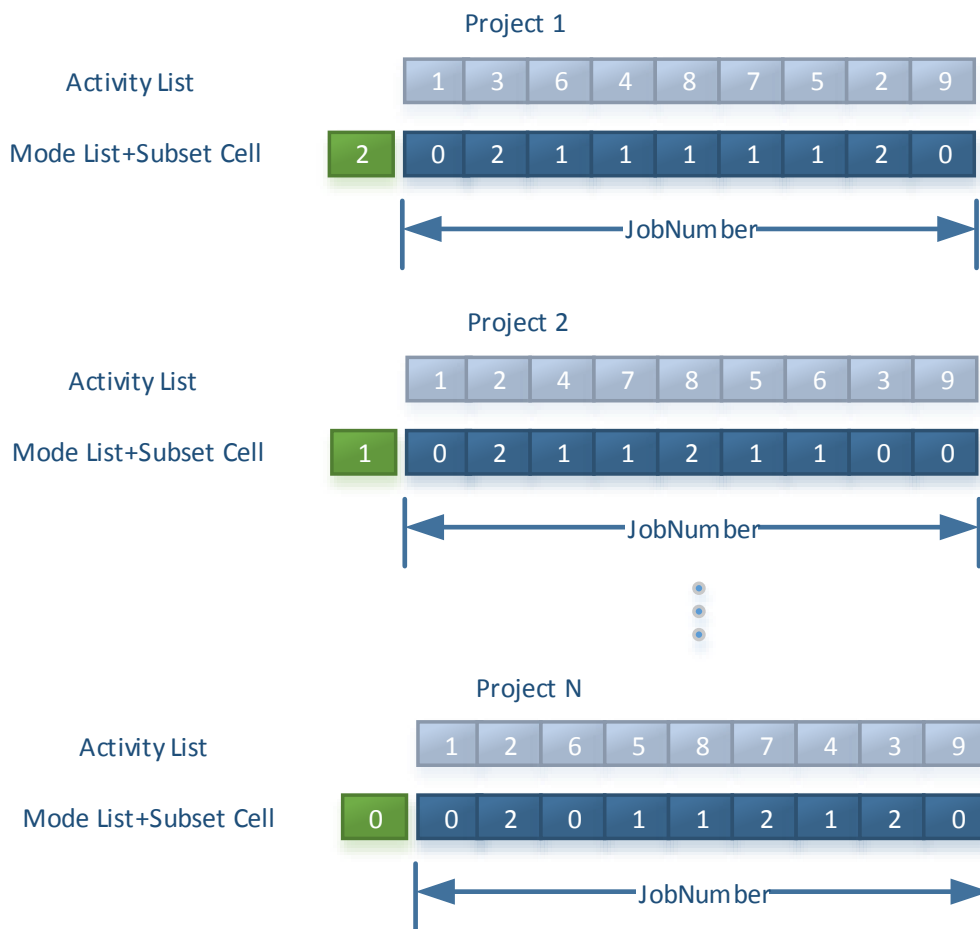 Project 1
Activity List 1 3 6 4 8 7 5 2 9
Mode List+Subset Cell 2 0 2 1 1 1 1 1 2 0
JobNumber
Project 2
Activity List 1 2 4 7 8 5 6 3 9
Mode List+Subset Cell 1 0 2 1 1 2 1 1 0 0
JobNumber
Project N
Activity List 1 2 6 5 8 7 4 3 9
Mode List+Subset Cell 0 0 2 0 1 1 2 1 2 0
JobNumber